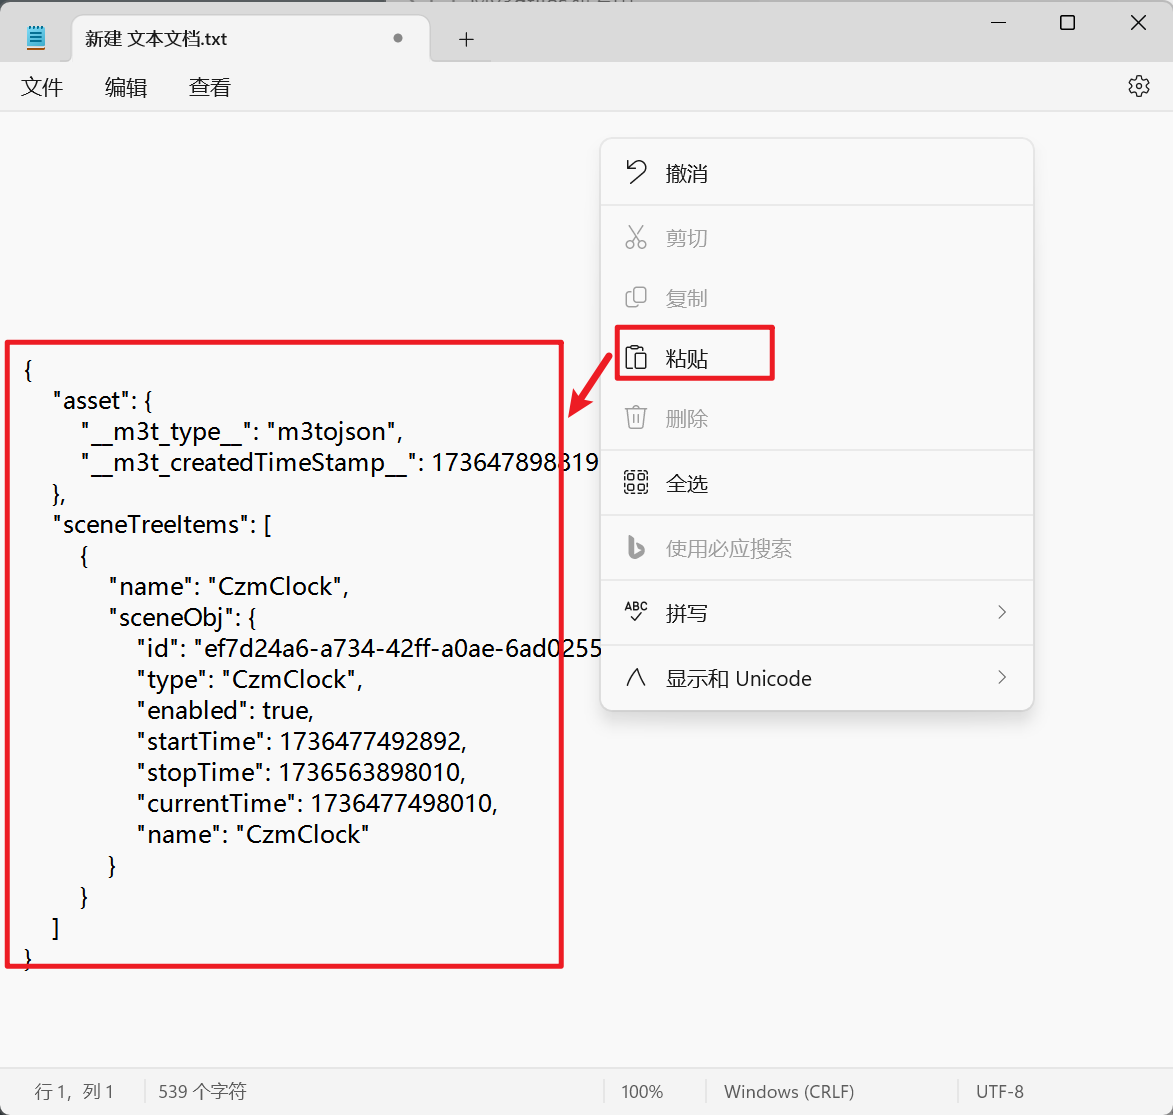 新建 文本文档.txt
文件 编辑 查看
撤消
剪切
复制
粘贴
删除
全选
使用必应搜索
ABC 拼写
显示和 Unicode
{
"asset": {
"__m3t_type__": "m3tojson",
"__m3t_createdTimeStamp__": 173647898819
},
"sceneTreeItems": [
{
"name": "CzmClock",
"sceneObj": {
"id": "ef7d24a6-a734-42ff-a0ae-6ad0255
"type": "CzmClock",
"enabled": true,
"startTime": 1736477492892,
"stopTime": 1736563898010,
"currentTime": 1736477498010,
"name": "CzmClock"
}
}
]
}
行 1, 列 1 539 个字符 100% Windows (CRLF) UTF-8